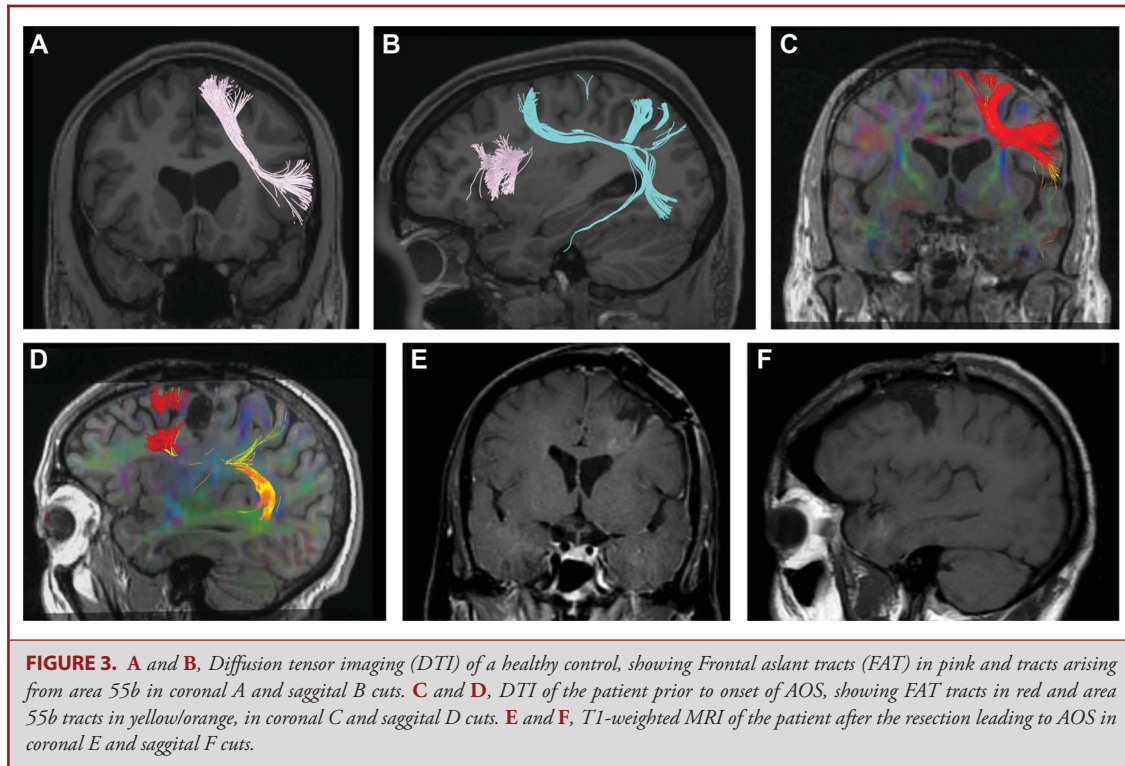 A
B
C
D
E
F
FIGURE 3. A and B, Diffusion tensor imaging (DTI) of a healthy control, showing Frontal aslant tracts (FAT) in pink and tracts arising
from area 55b in coronal A and saggital B cuts. C and D, DTI of the patient prior to onset of AOS, showing FAT tracts in red and area
55b tracts in yellow/orange, in coronal C and saggital D cuts. E and F, T1-weighted MRI of the patient after the resection leading to AOS in
coronal E and saggital F cuts.